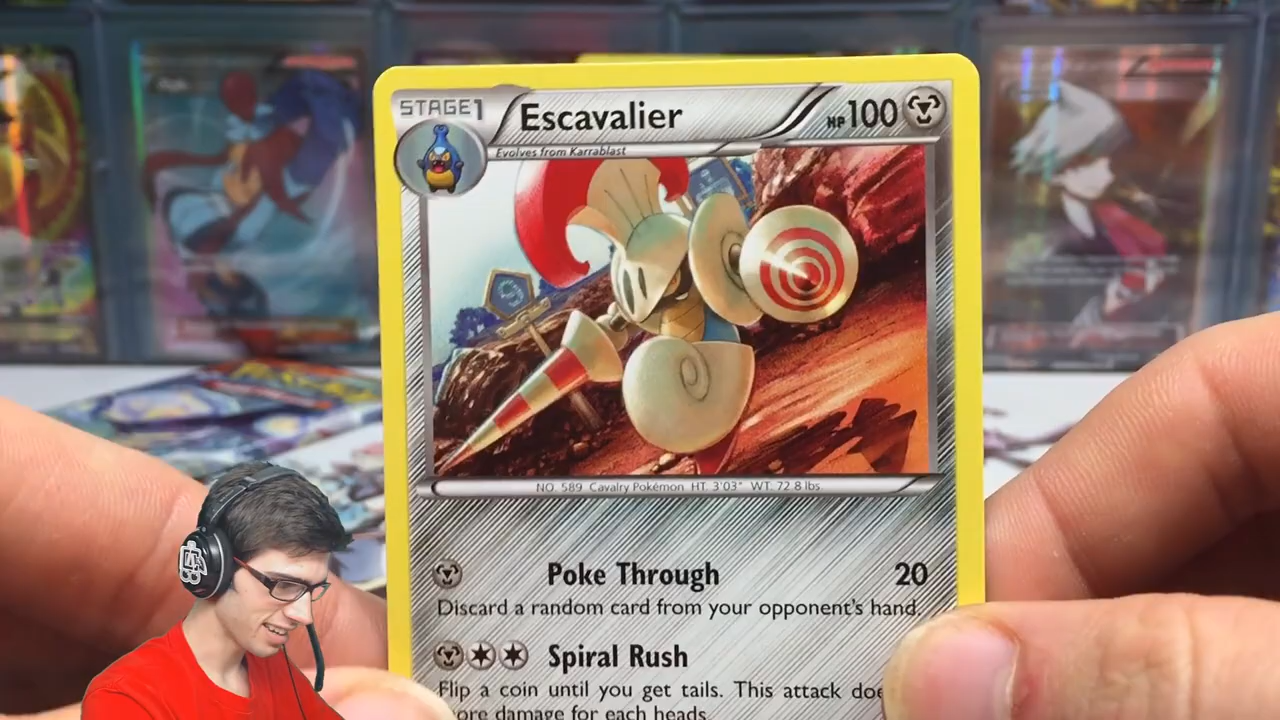 STAGE1
Escavalier
HP100
Evolves from Karrablast
NO. 589 Cavalry Pokémon HT. 3'03" WT. 72.8 lbs.
Poke Through 20
Discard a random card from your opponent's hand.
Spiral Rush
Flip a coin until you get tails. This attack doe
ore damage for each heads.